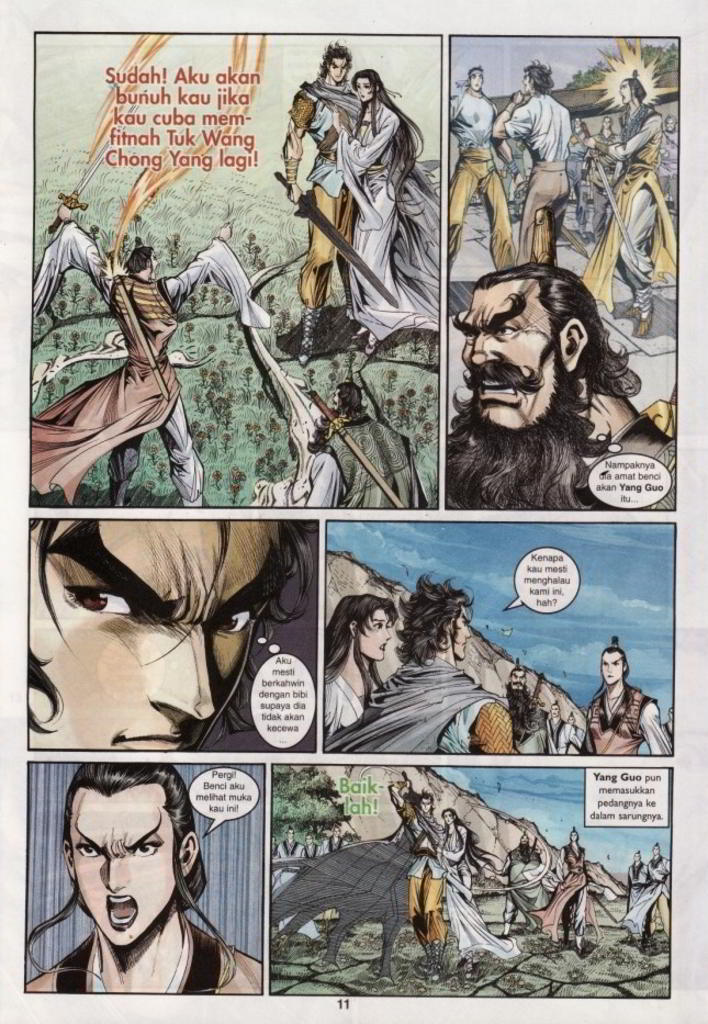 Sudah! Aku akan
bunuh kau jika
kau cuba mem-
fitnah Tuk Wang
Chong Yang lagi!
Nampaknya
dia amat benci
akan Yang Guo
itu...
Aku
mesti
berkahwin
dengan bibi
supaya dia
tidak akan
kecewa
...
Kenapa
kau mesti
menghalau
kami ini,
hah?
Pergi!
Benci aku
melihat muka
kau ini!
Baik-
lah!
Yang Guo pun
memasukkan
pedangnya ke
dalam sarungnya.
11